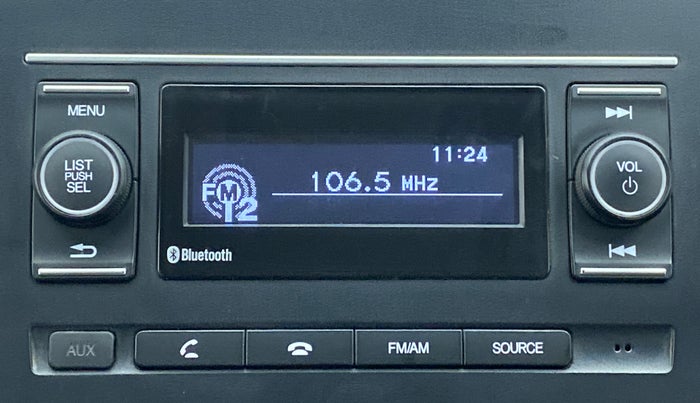 MENU
LIST
PUSH
SEL
11:24
FM
12
106.5 MHz
VOL
Bluetooth
AUX
FM/AM
SOURCE